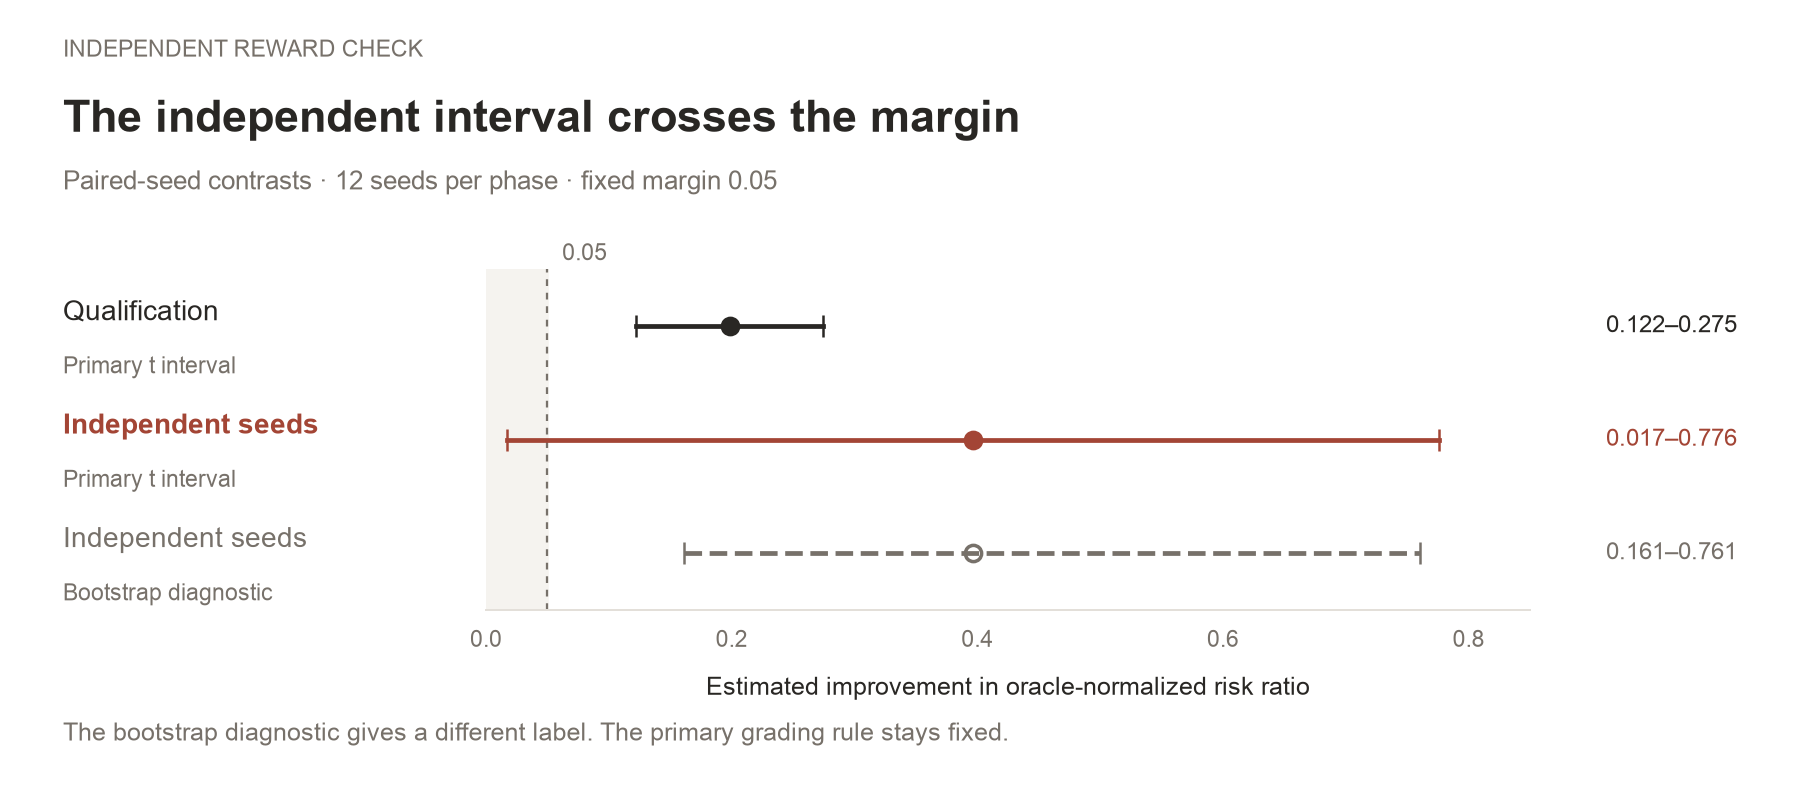 INDEPENDENT REWARD CHECK
The independent interval crosses the margin
Paired-seed contrasts · 12 seeds per phase · fixed margin 0.05
0.05
Qualification
0.122–0.275
Primary t interval
Independent seeds
0.017–0.776
Primary t interval
Independent seeds
0.161–0.761
Bootstrap diagnostic
0.0 0.2 0.4 0.6 0.8
Estimated improvement in oracle-normalized risk ratio
The bootstrap diagnostic gives a different label. The primary grading rule stays fixed.